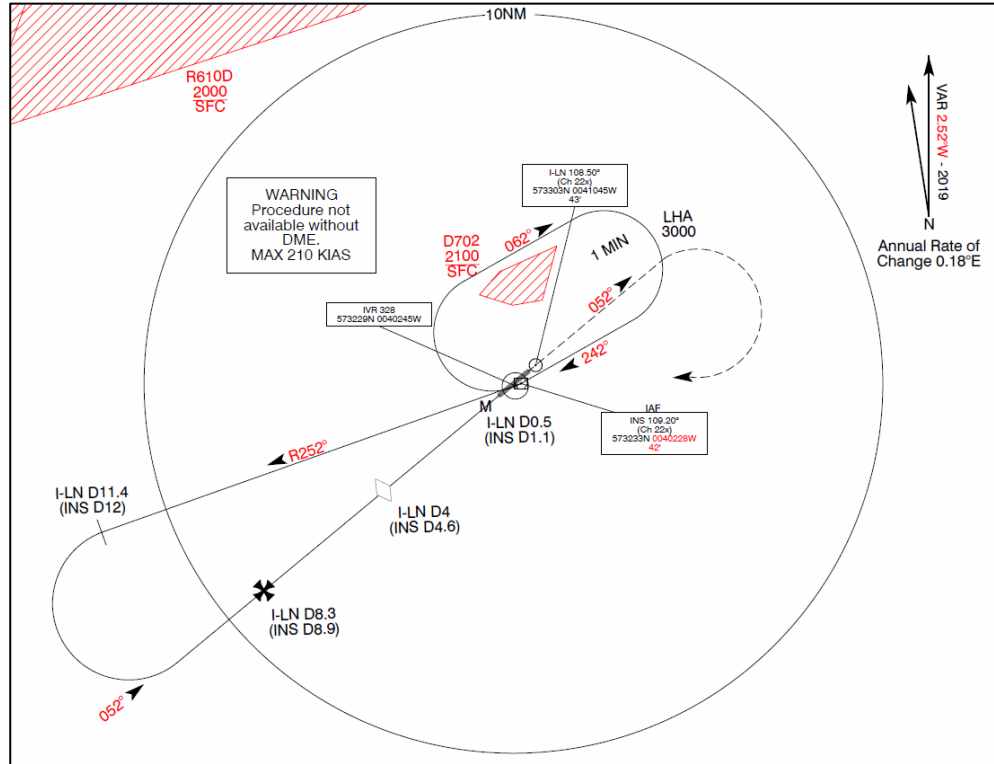 10NM
R610D
2000
SFC
VAR 2.52°W - 2019
N
Annual Rate of
Change 0.18°E
WARNING
Procedure not
available without
DME.
MAX 210 KIAS
I-LN 108.50°
(Ch 22x)
573303N 0041045W
43'
LHA
3000
D702
2100
SFC
062°
1 MIN
052°
IVR 328
573229N 0040245W
242°
M
I-LN D0.5
(INS D1.1)
IAF
INS 109.20°
(Ch 22x)
573233N 0040228W
42'
R252°
I-LN D11.4
(INS D12)
I-LN D4
(INS D4.6)
I-LN D8.3
(INS D8.9)
052°